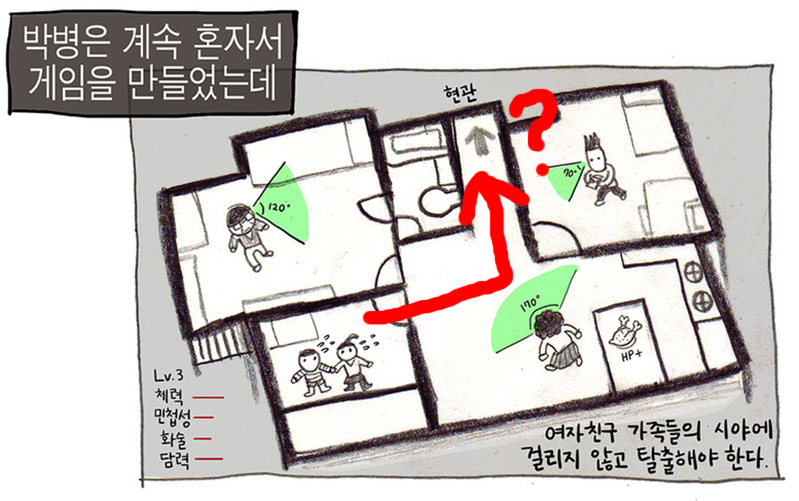 박병은 계속 혼자서
게임을 만들었는데
현관
?
120°
70°
170°
HP+
Lv.3
체력
민첩성
화술
담력
여자친구 가족들의 시야에
걸리지 않고 탈출해야 한다.